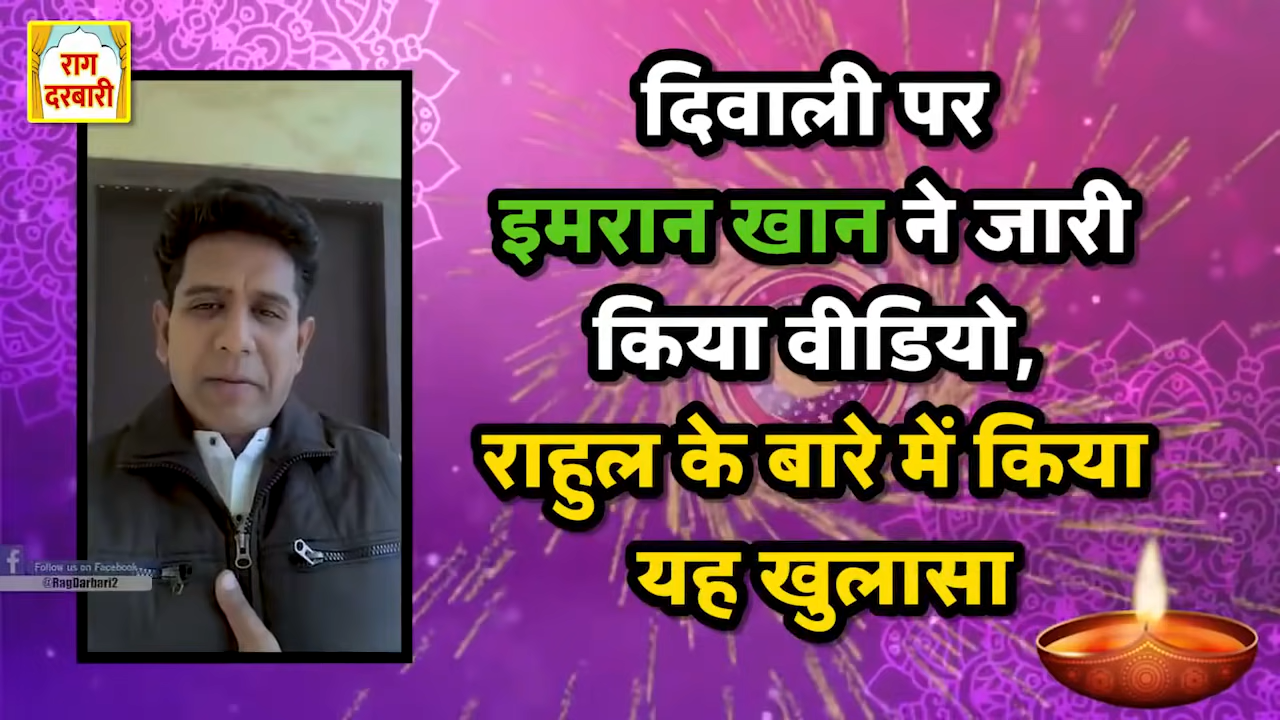 राग
दरबारी
दिवाली पर
इमरान खान ने जारी
किया वीडियो,
राहुल के बारे में किया
यह खुलासा
f
Follow us on Facebook
@RagDarbari2